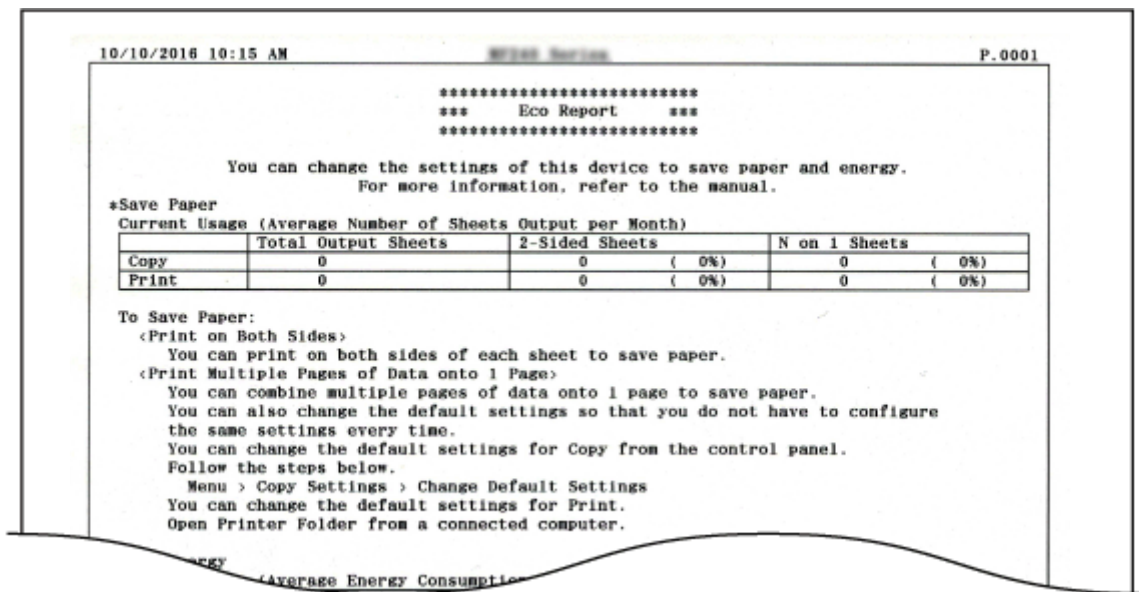 10/10/2016 10:15 AM P.0001
***************************
*** Eco Report ***
***************************
You can change the settings of this device to save paper and energy.
For more information, refer to the manual.
*Save Paper
Current Usage (Average Number of Sheets Output per Month)
Total Output Sheets 2-Sided Sheets N on 1 Sheets
Copy 0 0 ( 0%) 0 ( 0%)
Print 0 0 ( 0%) 0 ( 0%)
To Save Paper:
<Print on Both Sides>
You can print on both sides of each sheet to save paper.
<Print Multiple Pages of Data onto 1 Page>
You can combine multiple pages of data onto 1 page to save paper.
You can also change the default settings so that you do not have to configure
the same settings every time.
You can change the default settings for Copy from the control panel.
Follow the steps below.
Menu > Copy Settings > Change Default Settings
You can change the default settings for Print.
Open Printer Folder from a connected computer.
(Average Energy